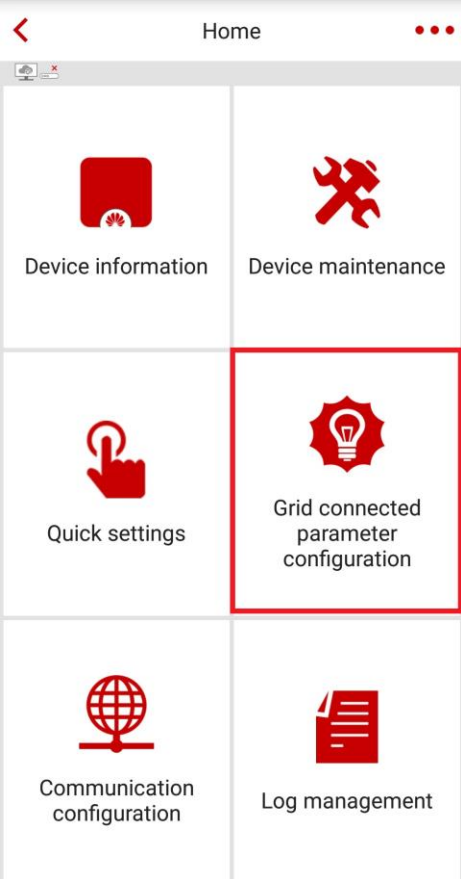 Home
Device information
Device maintenance
Quick settings
Grid connected
parameter
configuration
Communication
configuration
Log management